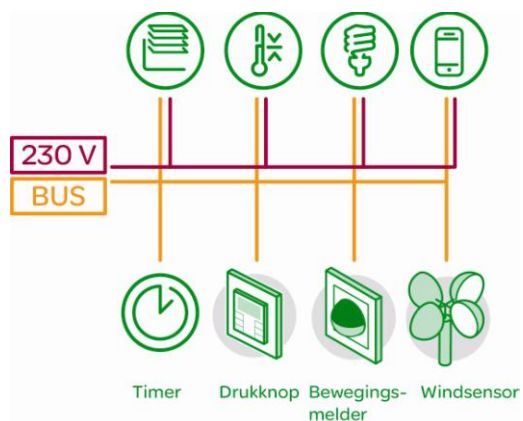 230 V
BUS
Timer
Drukknop
Bewegings-
melder
Windsensor